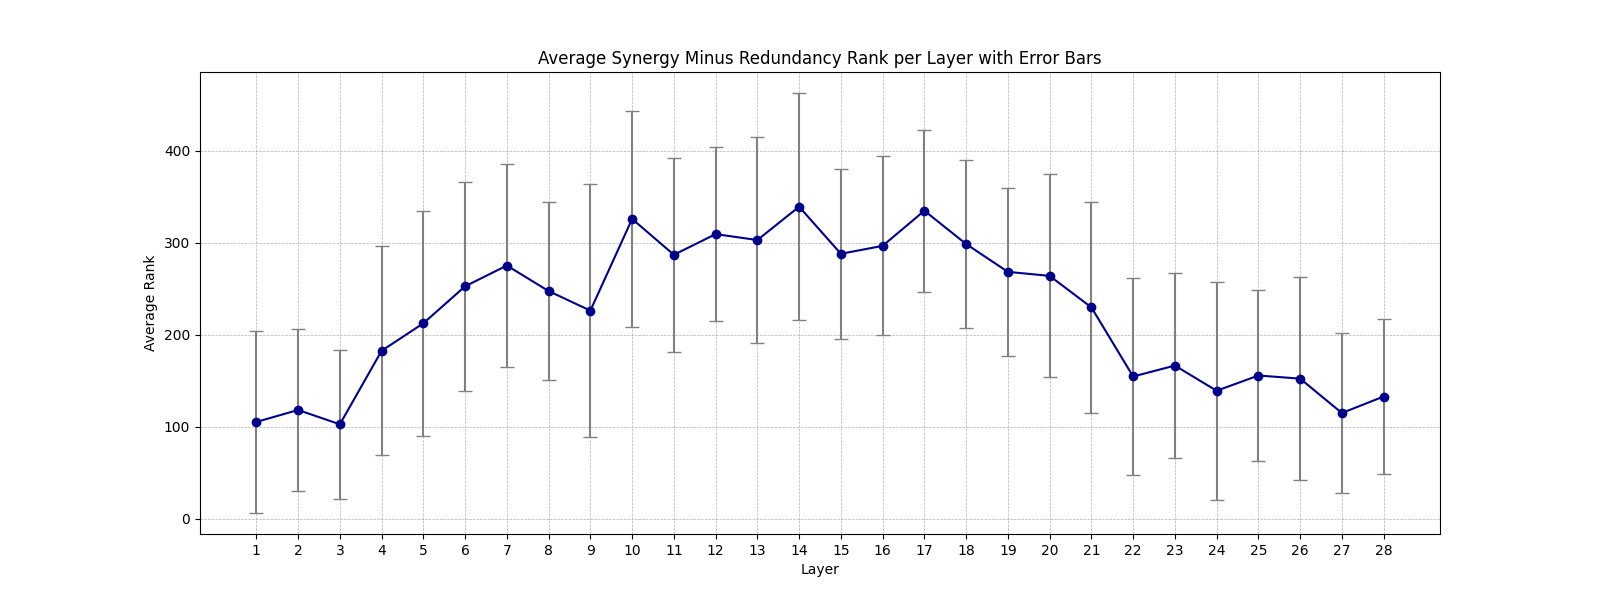 Average Synergy Minus Redundancy Rank per Layer with Error Bars
400
300
200
100
0
Average Rank
1 2 3 4 5 6 7 8 9 10 11 12 13 14 15 16 17 18 19 20 21 22 23 24 25 26 27 28
Layer